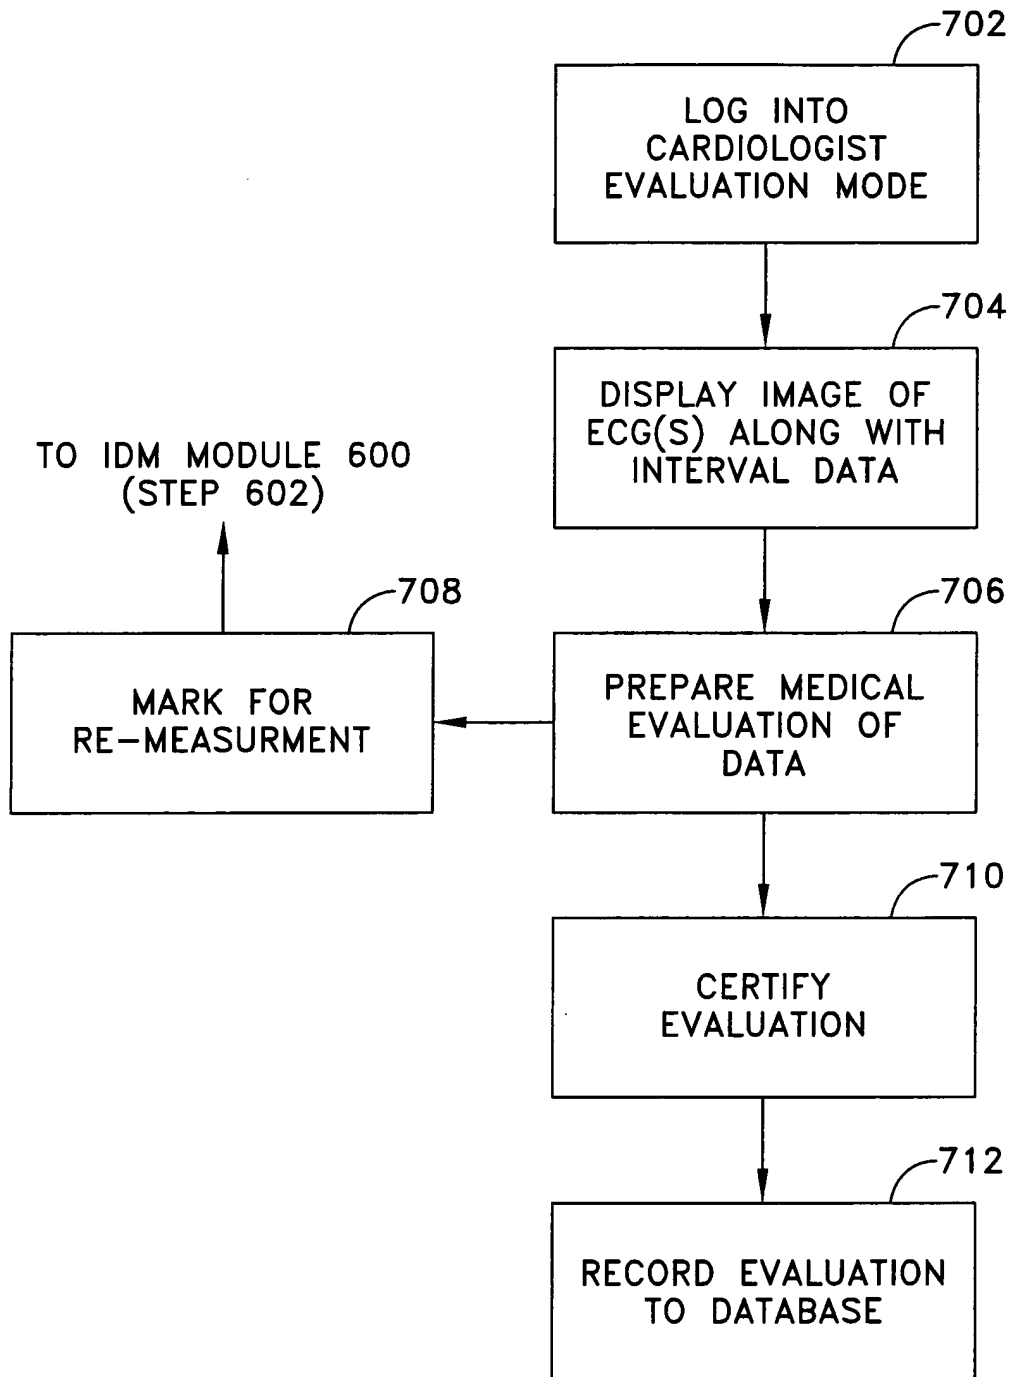 702
LOG INTO
CARDIOLOGIST
EVALUATION MODE
704
DISPLAY IMAGE OF
ECG(S) ALONG WITH
INTERVAL DATA
TO IDM MODULE 600
(STEP 602)
706
PREPARE MEDICAL
EVALUATION OF
DATA
708
MARK FOR
RE-MEASURMENT
710
CERTIFY
EVALUATION
712
RECORD EVALUATION
TO DATABASE